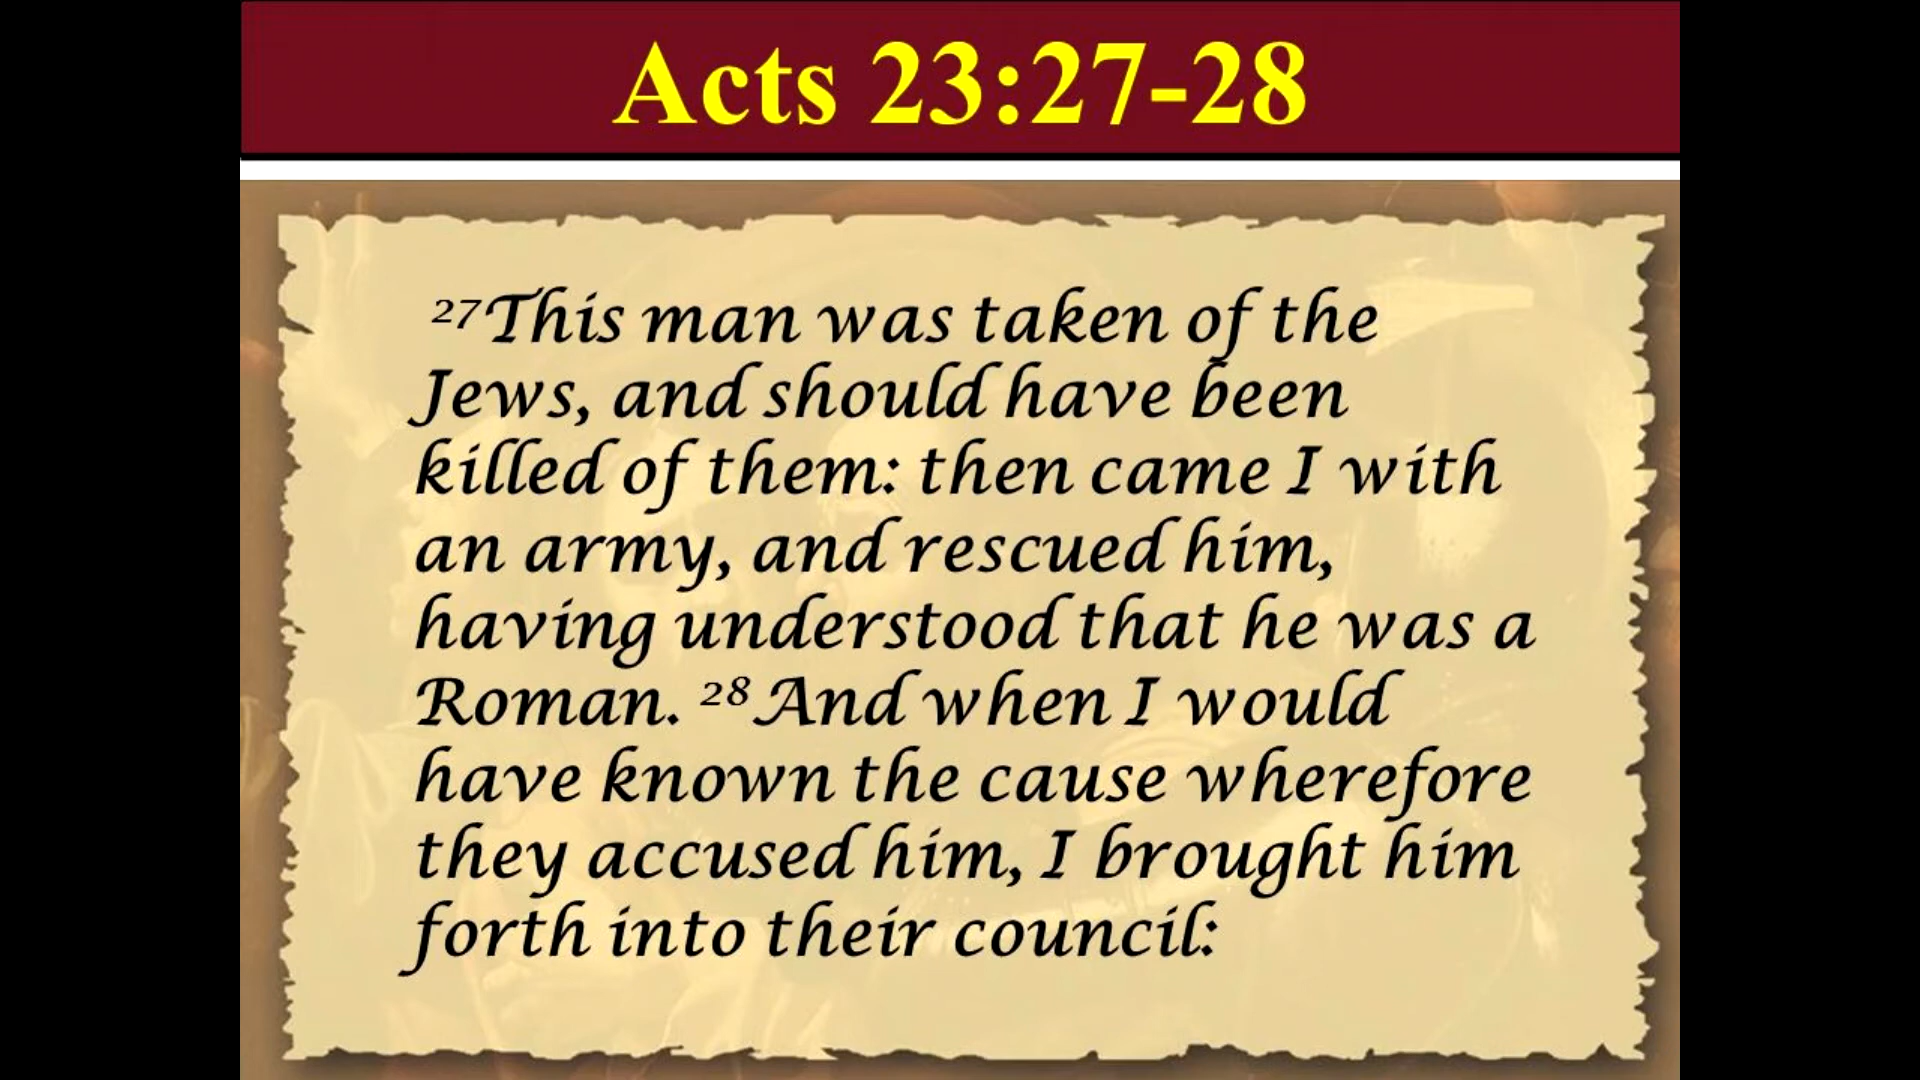 Acts 23:27-28
27This man was taken of the
Jews, and should have been
killed of them: then came I with
an army, and rescued him,
having understood that he was a
Roman. 28And when I would
have known the cause wherefore
they accused him, I brought him
forth into their council: